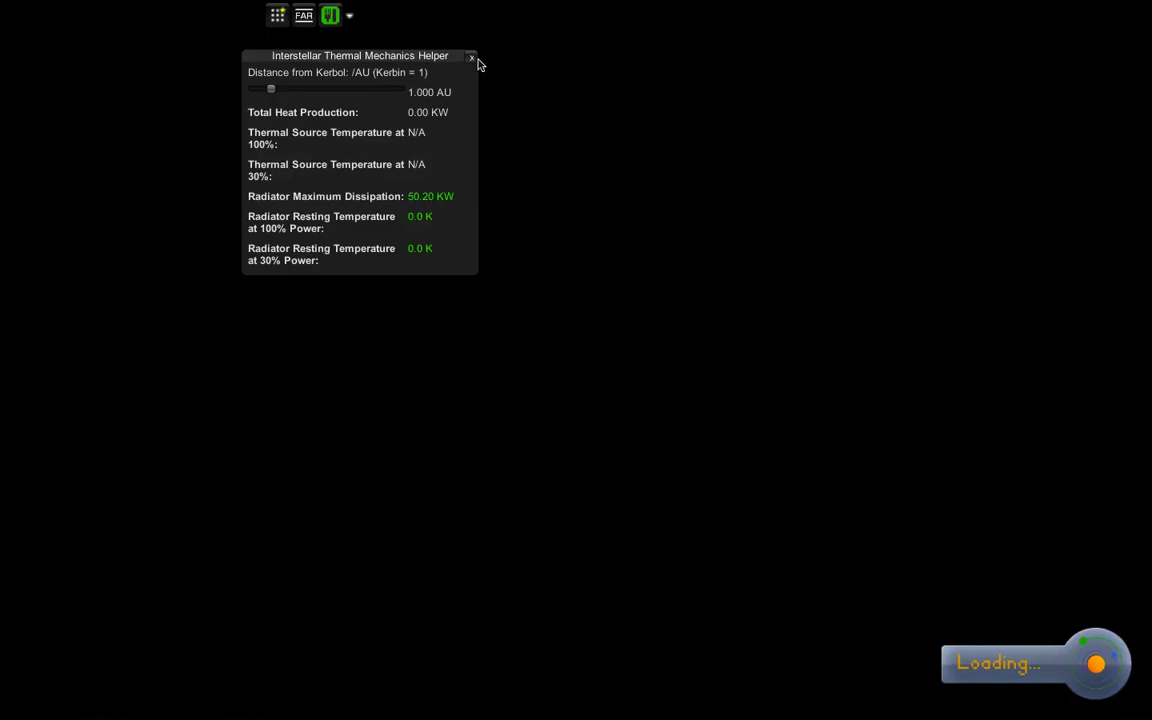 FAR
Interstellar Thermal Mechanics Helper
x
Distance from Kerbol: /AU (Kerbin = 1)
1.000 AU
Total Heat Production: 0.00 KW
Thermal Source Temperature at N/A
100%:
Thermal Source Temperature at N/A
30%:
Radiator Maximum Dissipation: 50.20 KW
Radiator Resting Temperature 0.0 K
at 100% Power:
Radiator Resting Temperature 0.0 K
at 30% Power:
Loading...